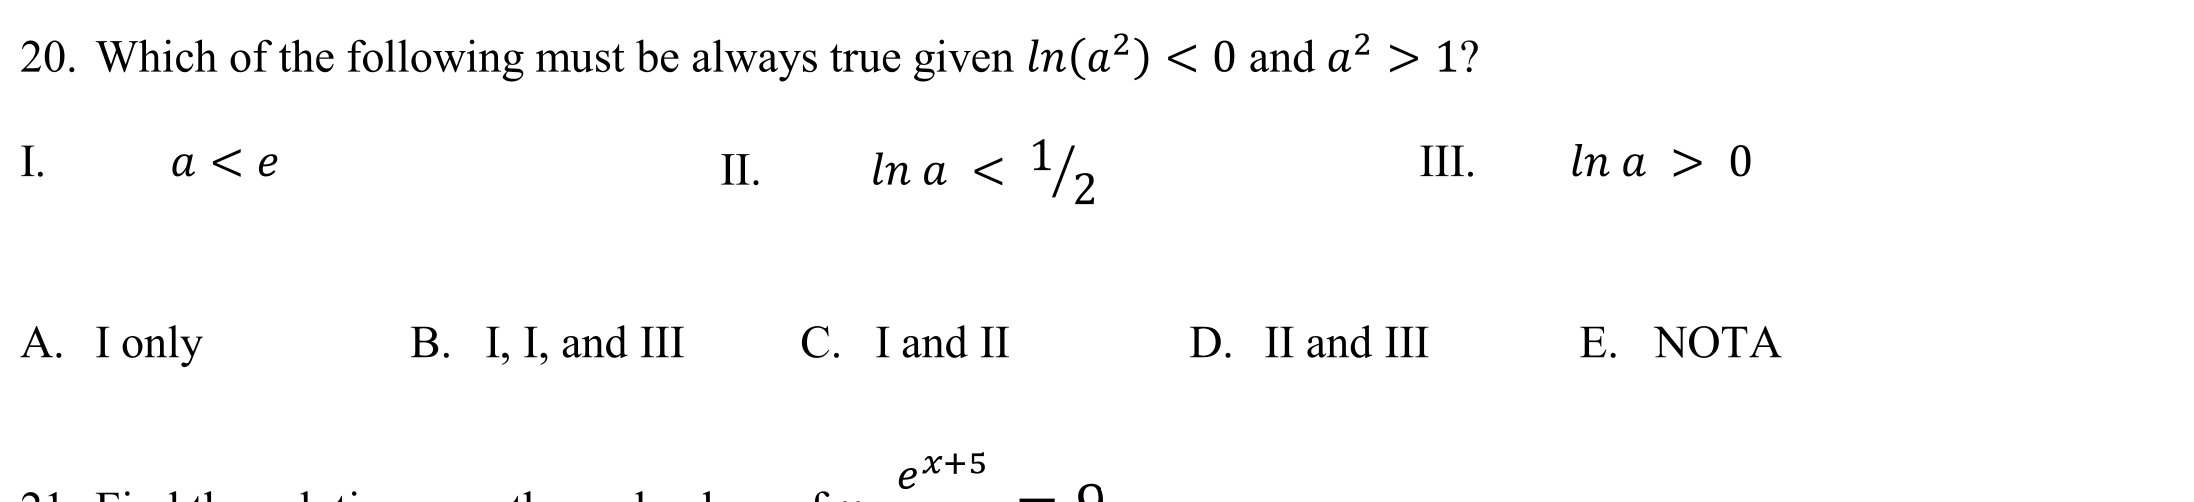 20. Which of the following must be always true given ln(a²) < 0 and a² > 1?
I. a < e II. ln a < 1/2 III. ln a > 0
A. I only B. I, I, and III C. I and II D. II and III E. NOTA
e^(x+5)